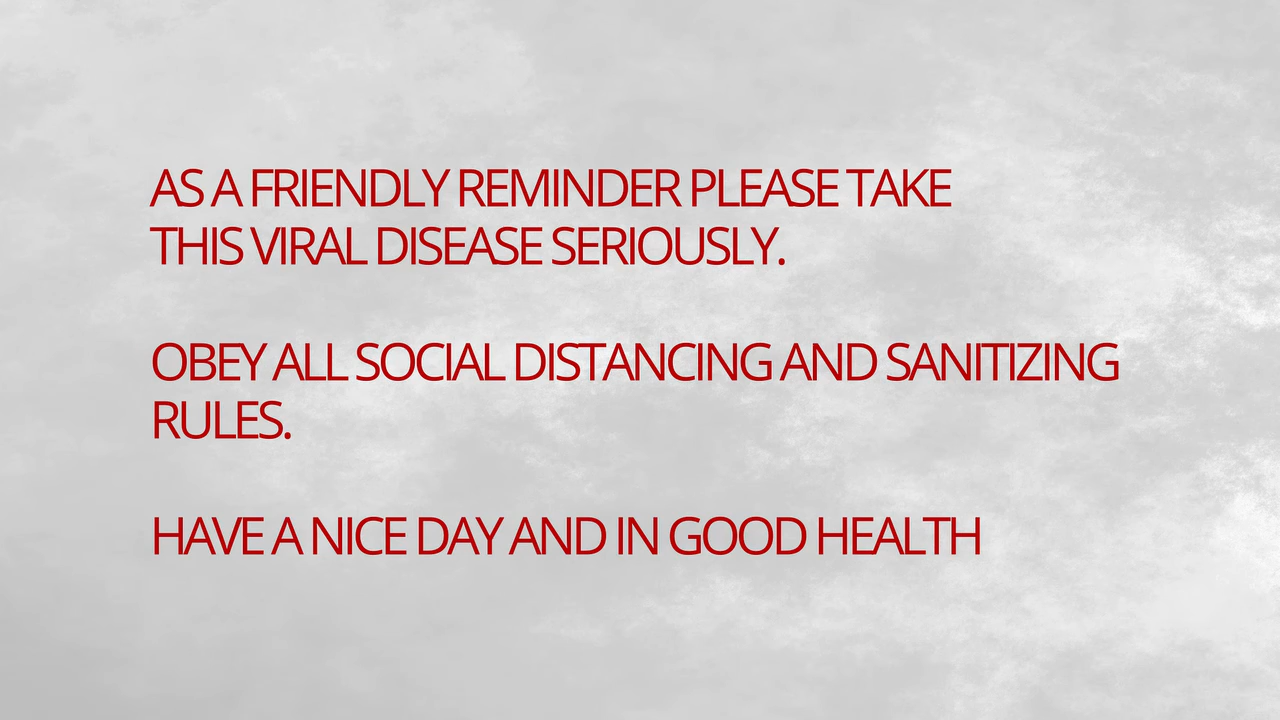 AS A FRIENDLY REMINDER PLEASE TAKE
THIS VIRAL DISEASE SERIOUSLY.
OBEY ALL SOCIAL DISTANCING AND SANITIZING
RULES.
HAVE A NICE DAY AND IN GOOD HEALTH